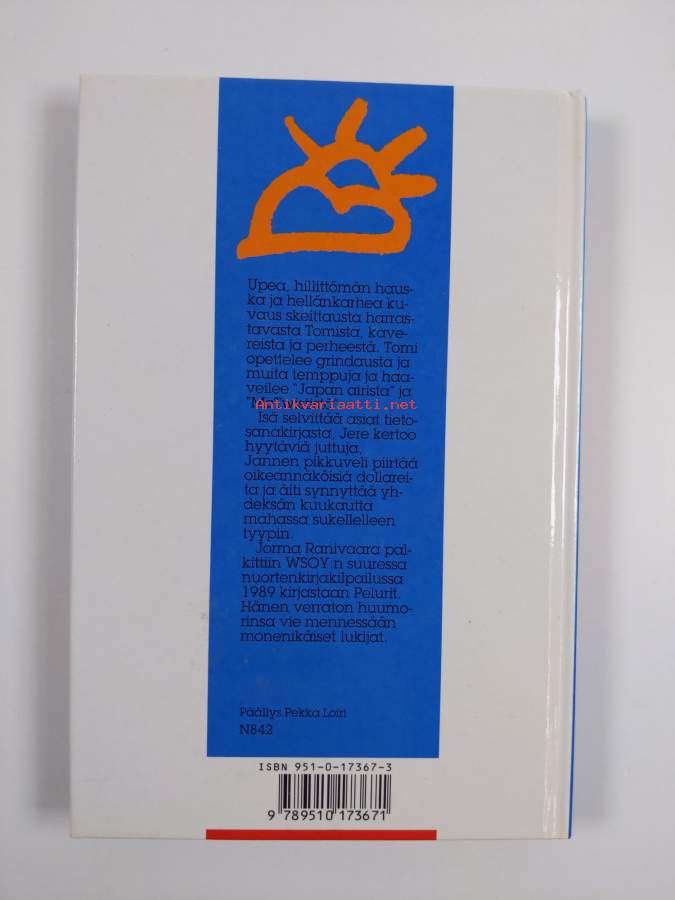 Upea, hillittömän haus-
ka ja hellänkarhea ku-
vaus skeittausta harras-
tavasta Tomista, kave-
reista ja perheestä. Tomi
opettelee grindausta ja
muita temppuja ja haa-
veilee "Japan airista" ja
Antikvariaatti.net
Isä selvittää asiat tieto-
sanakirjasta, Jere kertoo
hyytäviä juttuja,
Jannen pikkuveli piirtää
oikeannäköisiä dollarei-
ta ja äiti synnyttää yh-
deksän kuukautta
mahassa sukellelleen
tyypin.
Jorma Ranivaara pal-
kittiin WSOY:n suuressa
nuortenkirjakilpailussa
1989 kirjastaan Pelurit.
Hänen verraton huumo-
rinsa vie mennessään
monenikäiset lukijat.
Päällys Pekka Loiri
N842
ISBN 951-0-17367-3
9 789510 173671